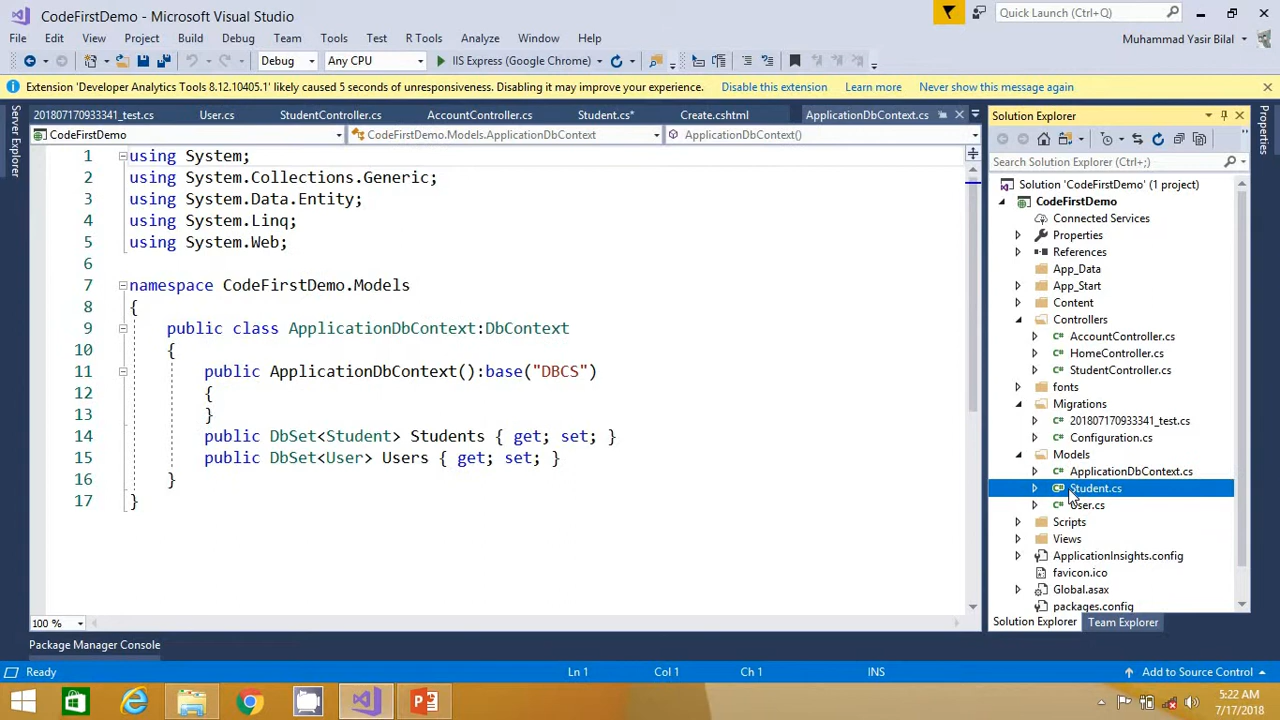 CodeFirstDemo - Microsoft Visual Studio
Quick Launch (Ctrl+Q)
File Edit View Project Build Debug Team Tools Test R Tools Analyze Window Help
Muhammad Yasir Bilal
Debug Any CPU IIS Express (Google Chrome)
Extension 'Developer Analytics Tools 8.12.10405.1' likely caused 5 seconds of unresponsiveness. Disabling it may improve your experience. Disable this extension Learn more Never show this message again
Server Explorer
201807170933341_test.cs User.cs StudentController.cs AccountController.cs Student.cs* Create.cshtml ApplicationDbContext.cs
CodeFirstDemo CodeFirstDemo.Models.ApplicationDbContext ApplicationDbContext()
1 using System;
2 using System.Collections.Generic;
3 using System.Data.Entity;
4 using System.Linq;
5 using System.Web;
6
7 namespace CodeFirstDemo.Models
8 {
9 public class ApplicationDbContext:DbContext
10 {
11 public ApplicationDbContext():base("DBCS")
12 {
13 }
14 public DbSet<Student> Students { get; set; }
15 public DbSet<User> Users { get; set; }
16 }
17 }
100 %
Solution Explorer
Search Solution Explorer (Ctrl+;)
Solution 'CodeFirstDemo' (1 project)
CodeFirstDemo
Connected Services
Properties
References
App_Data
App_Start
Content
Controllers
AccountController.cs
HomeController.cs
StudentController.cs
fonts
Migrations
201807170933341_test.cs
Configuration.cs
Models
ApplicationDbContext.cs
Student.cs
User.cs
Scripts
Views
ApplicationInsights.config
favicon.ico
Global.asax
packages.config
Solution Explorer Team Explorer
Properties
Package Manager Console
Ready Ln 1 Col 1 Ch 1 INS Add to Source Control
5:22 AM
7/17/2018